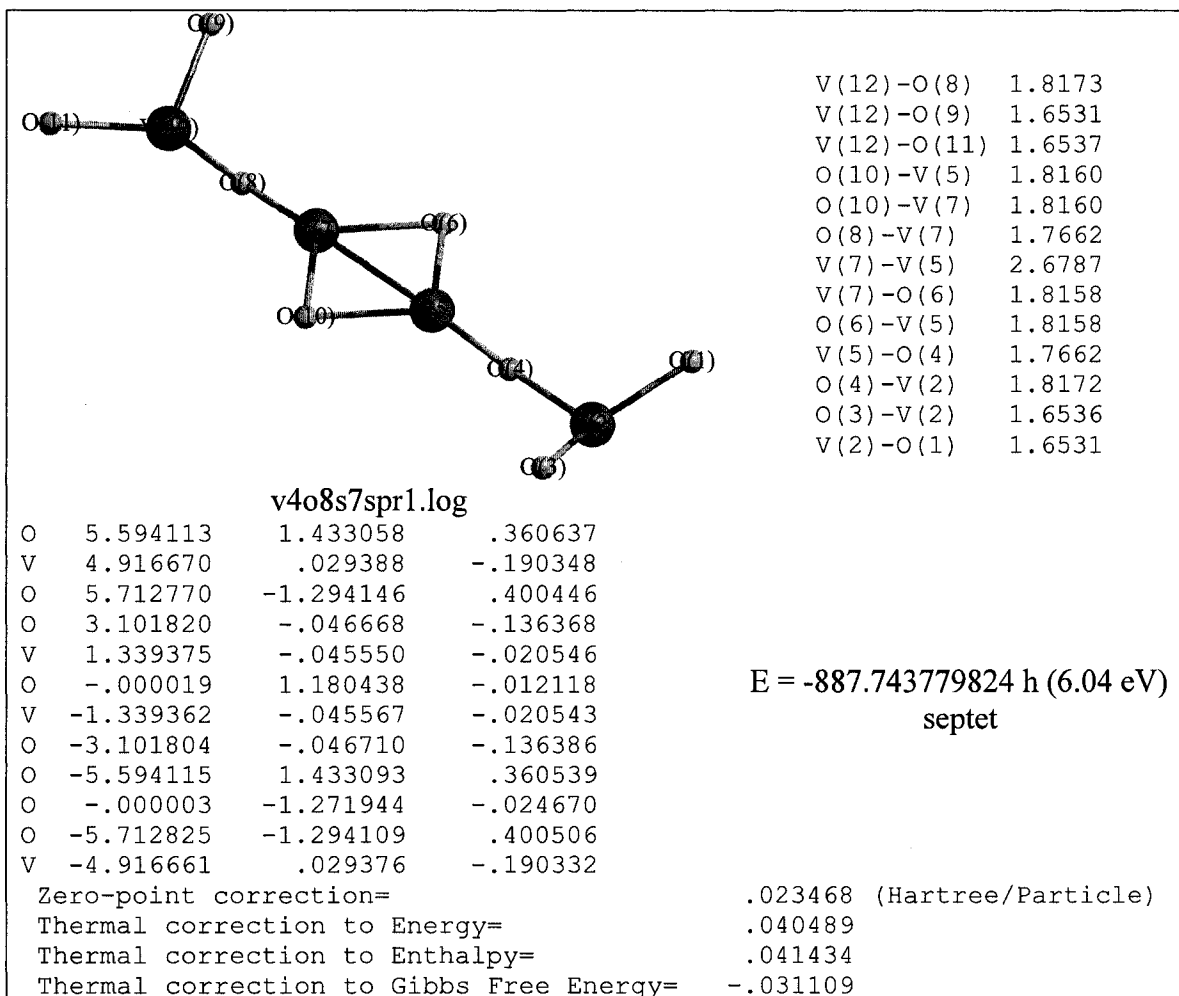 O(9)
O(11)
O(8)
O(6)
O(10)
O(4)
O(1)
O(3)
V(12)-O(8) 1.8173
V(12)-O(9) 1.6531
V(12)-O(11) 1.6537
O(10)-V(5) 1.8160
O(10)-V(7) 1.8160
O(8)-V(7) 1.7662
V(7)-V(5) 2.6787
V(7)-O(6) 1.8158
O(6)-V(5) 1.8158
V(5)-O(4) 1.7662
O(4)-V(2) 1.8172
O(3)-V(2) 1.6536
V(2)-O(1) 1.6531
v4o8s7spr1.log
O 5.594113 1.433058 .360637
V 4.916670 .029388 -.190348
O 5.712770 -1.294146 .400446
O 3.101820 -.046668 -.136368
V 1.339375 -.045550 -.020546
O -.000019 1.180438 -.012118
V -1.339362 -.045567 -.020543
O -3.101804 -.046710 -.136386
O -5.594115 1.433093 .360539
O -.000003 -1.271944 -.024670
O -5.712825 -1.294109 .400506
V -4.916661 .029376 -.190332
E = -887.743779824 h (6.04 eV)
septet
Zero-point correction= .023468 (Hartree/Particle)
Thermal correction to Energy= .040489
Thermal correction to Enthalpy= .041434
Thermal correction to Gibbs Free Energy= -.031109